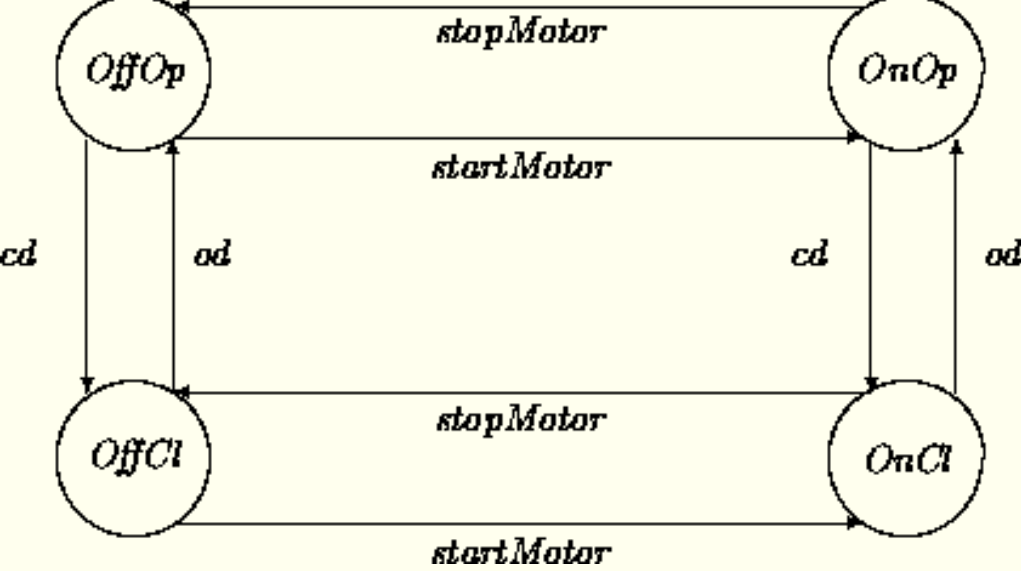 stopMotor
OffOp
OnOp
startMotor
cd
od
cd
od
stopMotor
OffCl
OnCl
startMotor